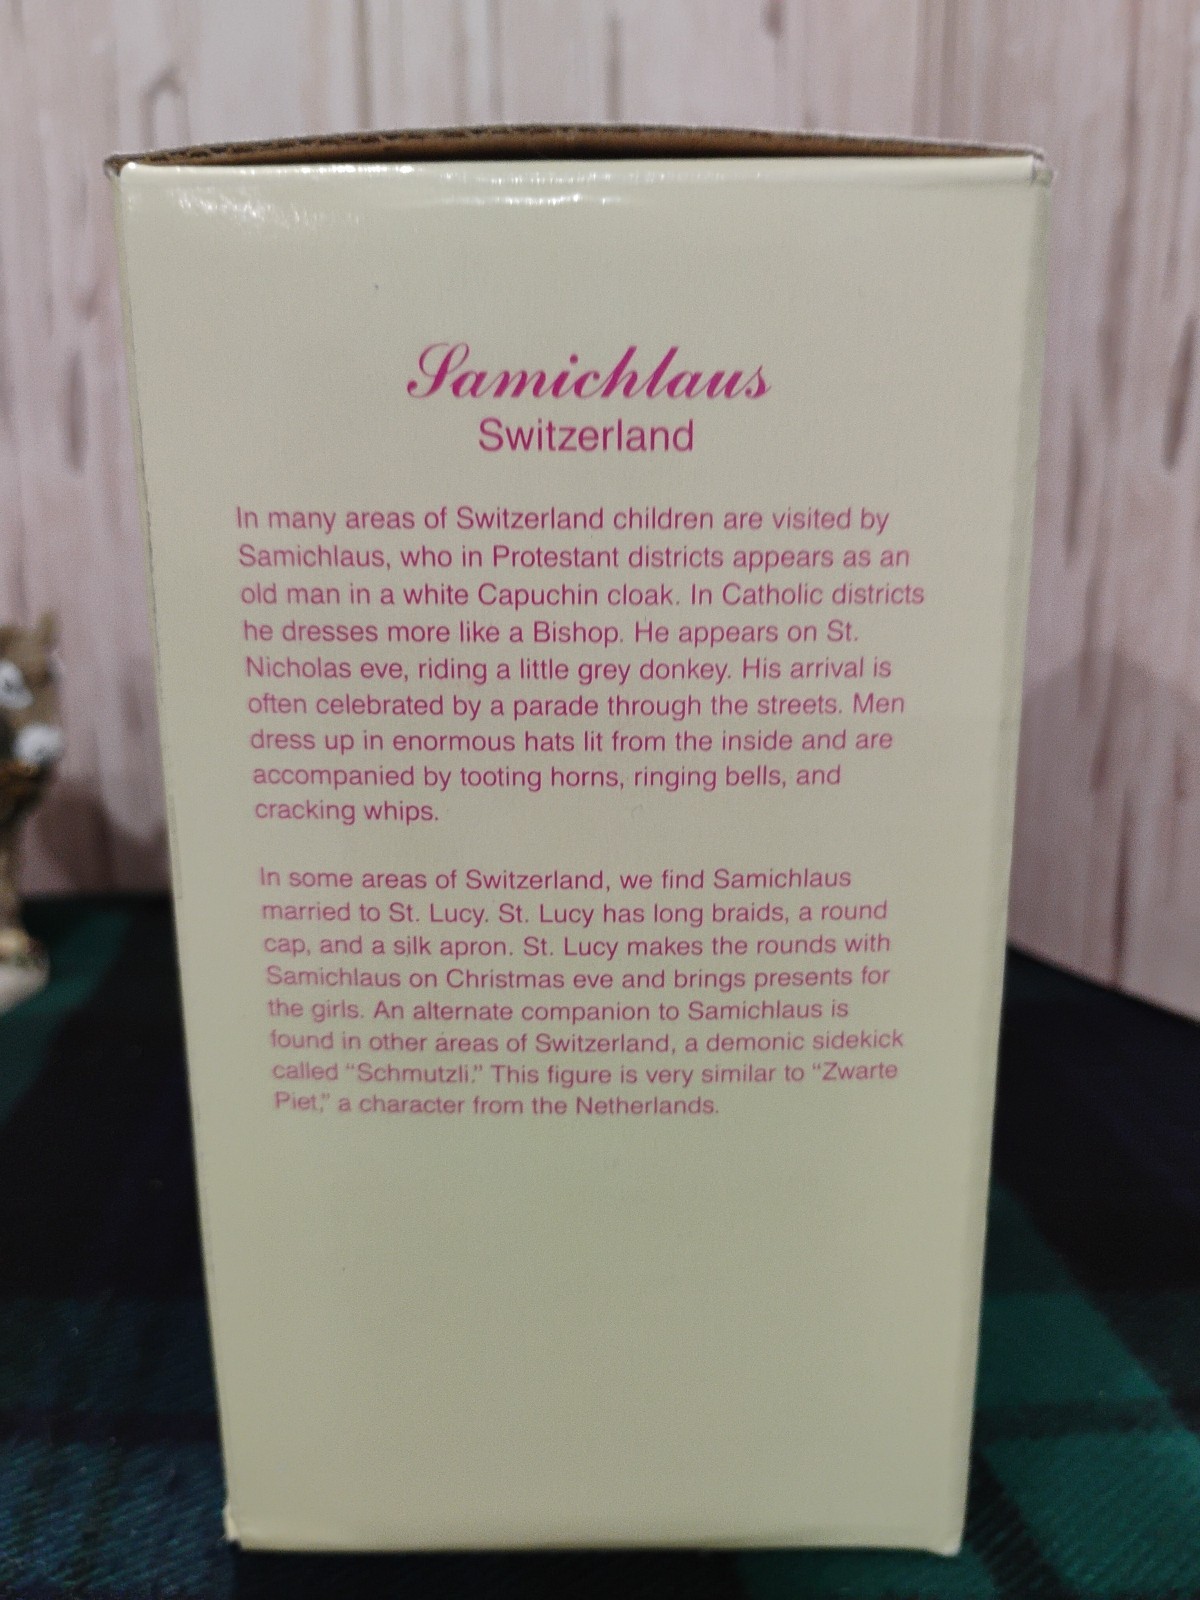 Samichlaus
Switzerland
In many areas of Switzerland children are visited by
Samichlaus, who in Protestant districts appears as an
old man in a white Capuchin cloak. In Catholic districts
he dresses more like a Bishop. He appears on St.
Nicholas eve, riding a little grey donkey. His arrival is
often celebrated by a parade through the streets. Men
dress up in enormous hats lit from the inside and are
accompanied by tooting horns, ringing bells, and
cracking whips.
In some areas of Switzerland, we find Samichlaus
married to St. Lucy. St. Lucy has long braids, a round
cap, and a silk apron. St. Lucy makes the rounds with
Samichlaus on Christmas eve and brings presents for
the girls. An alternate companion to Samichlaus is
found in other areas of Switzerland, a demonic sidekick
called “Schmutzli.” This figure is very similar to “Zwarte
Piet,” a character from the Netherlands.